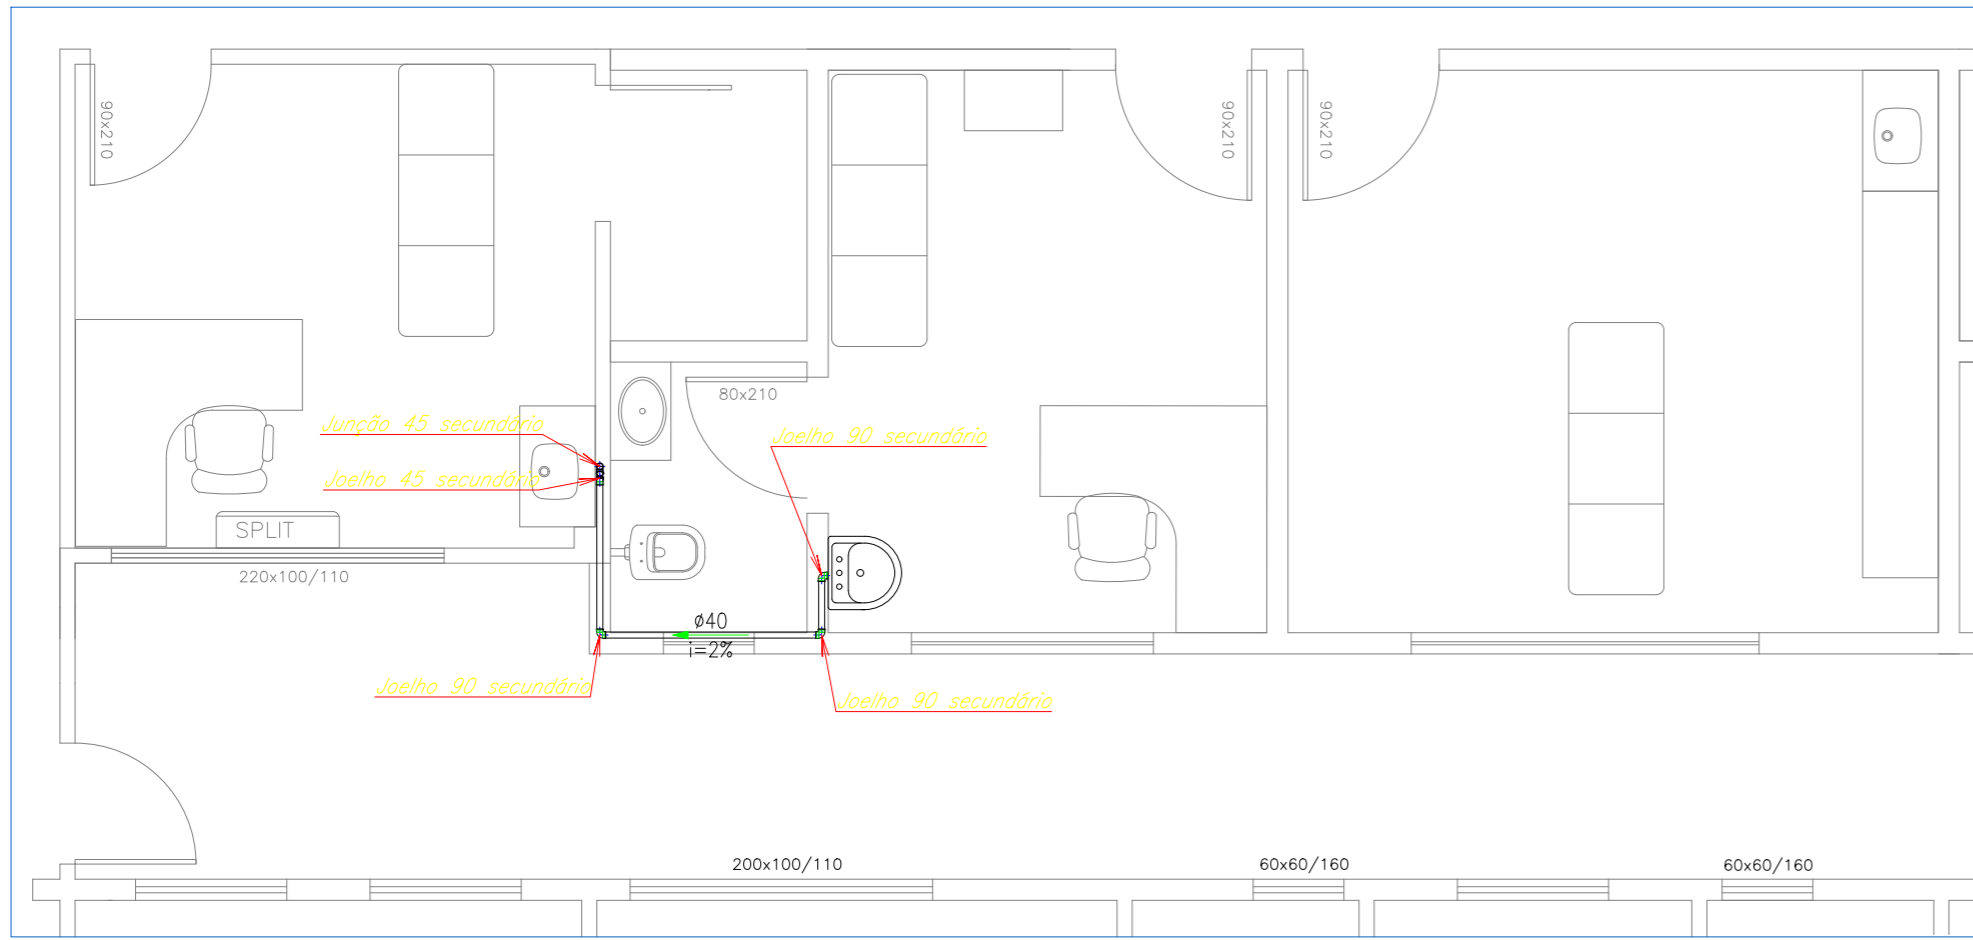 90x210
90x210
90x210
80x210
Junção 45 secundário
Joelho 90 secundário
Joelho 45 secundário
SPLIT
220x100/110
ø40
i=2%
Joelho 90 secundário
Joelho 90 secundário
200x100/110
60x60/160
60x60/160